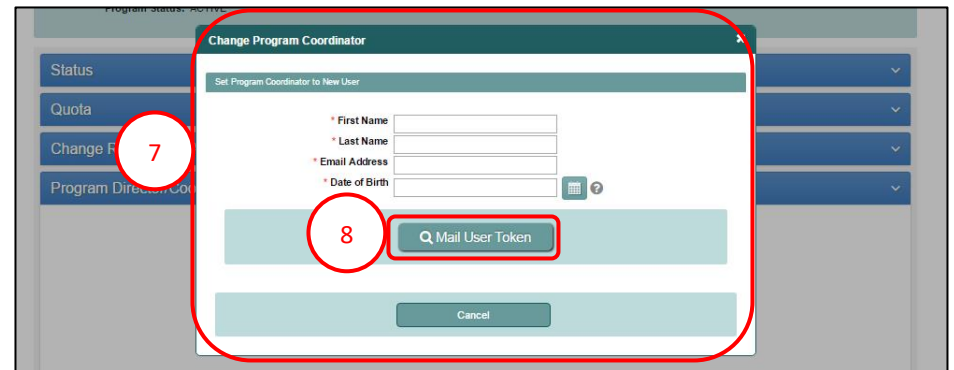 Program Status: ACTIVE
Change Program Coordinator
×
Status
Set Program Coordinator to New User
Quota
* First Name
* Last Name
Change
7
* Email Address
* Date of Birth
?
Program Director/Coo
8
Mail User Token
Cancel